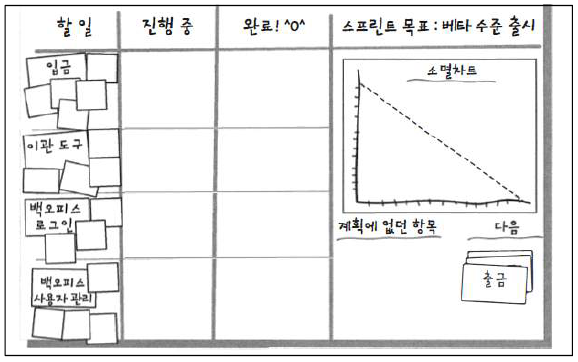 할 일
진행 중
완료! ^0^
스프린트 목표 : 베타 수준 출시
입금
이관 도구
백오피스
로그인
백오피스
사용자 관리
소멸차트
계획에 없던 항목
다음
출금